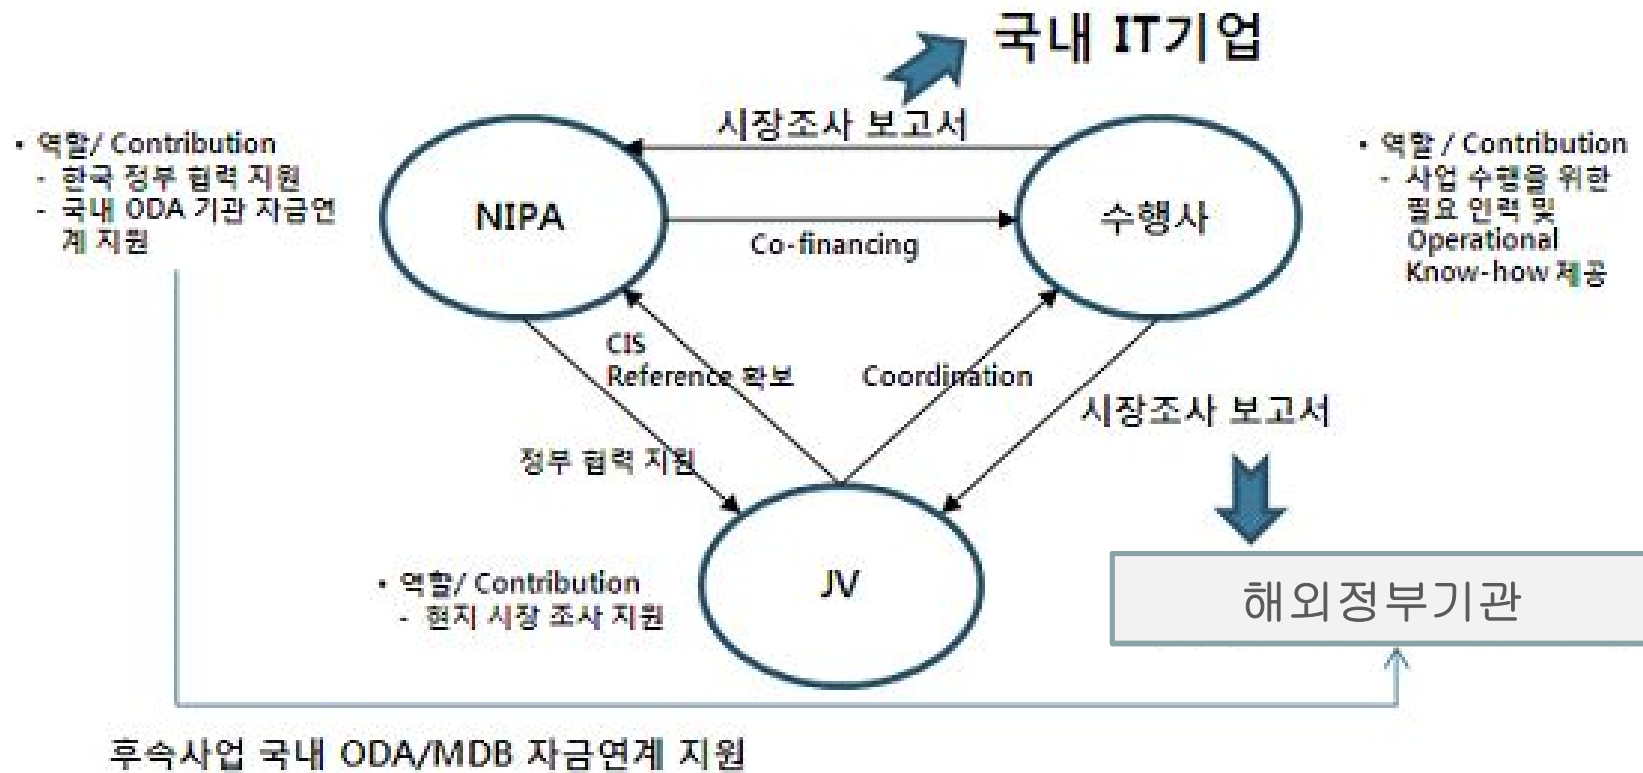 국내 IT기업
시장조사 보고서
• 역할/ Contribution
- 한국 정부 협력 지원
- 국내 ODA 기관 자금연
계 지원
NIPA
Co-financing
수행사
• 역할 / Contribution
- 사업 수행을 위한
필요 인력 및
Operational
Know-how 제공
CIS
Reference 확보
Coordination
시장조사 보고서
정부 협력 지원
JV
• 역할/ Contribution
- 현지 시장 조사 지원
해외정부기관
후속사업 국내 ODA/MDB 자금연계 지원